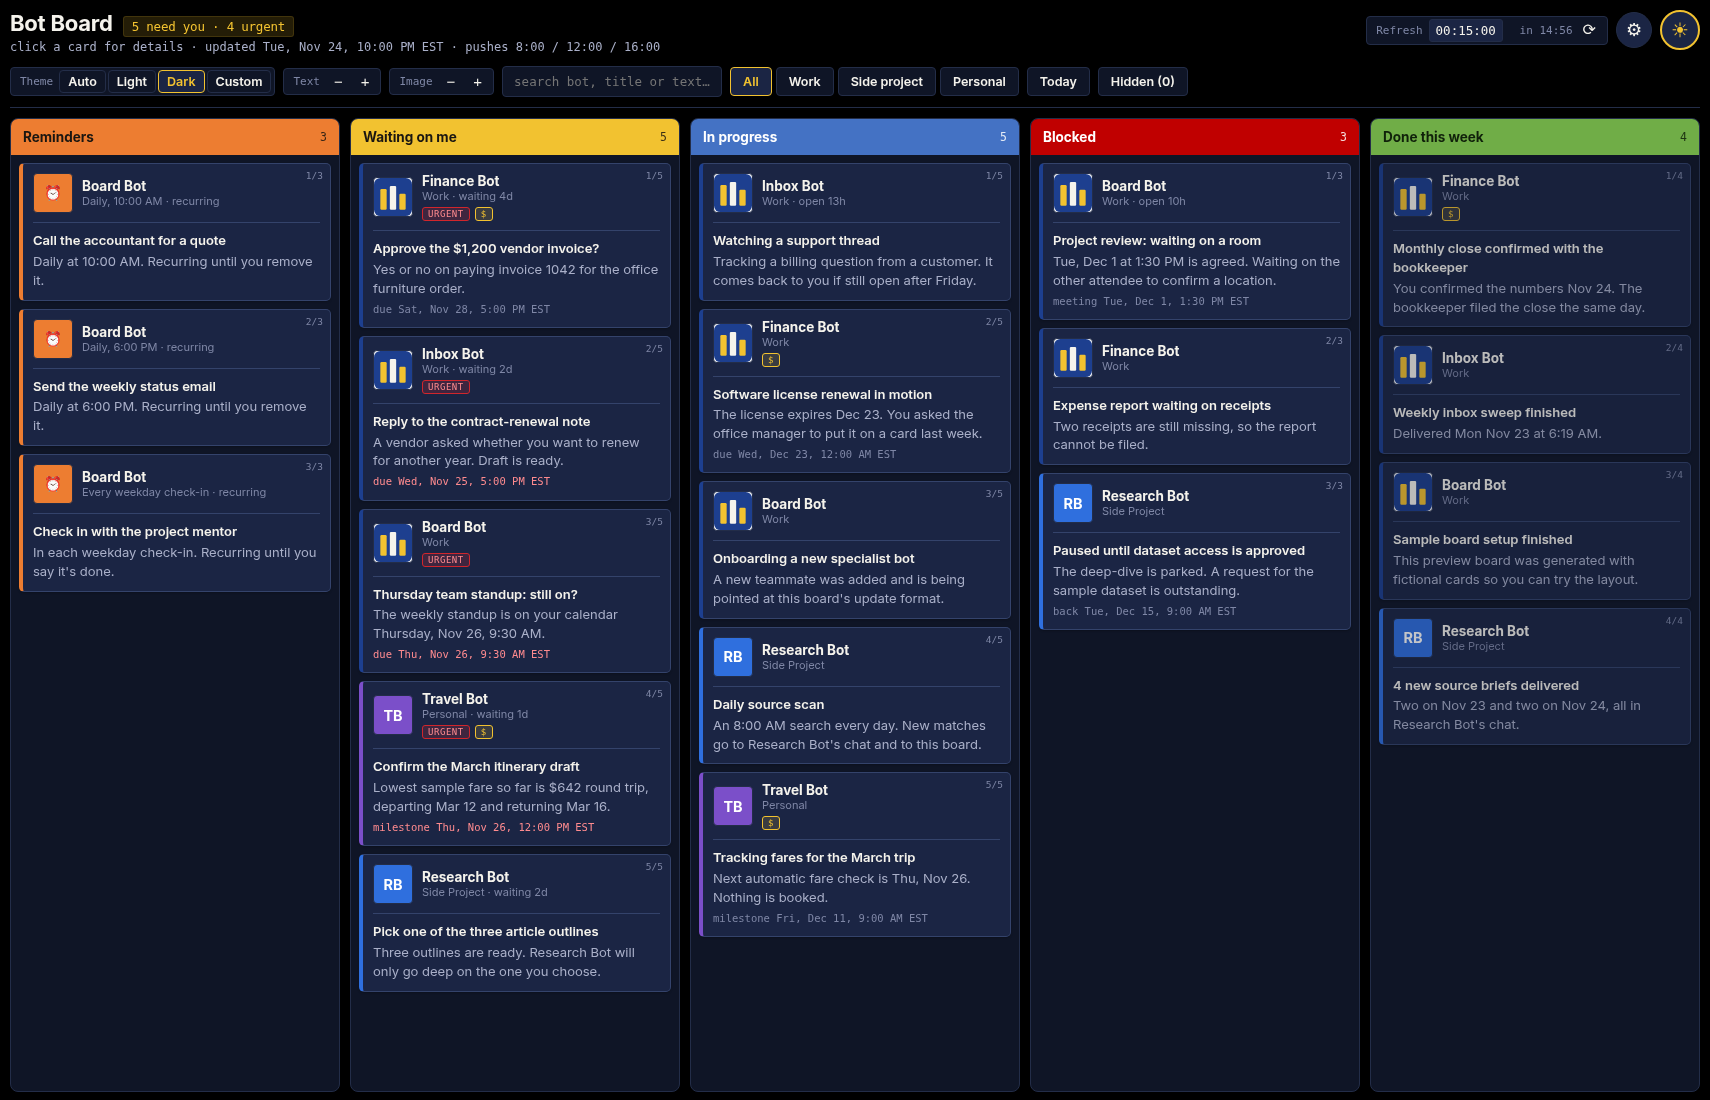 Bot Board
5 need you · 4 urgent
click a card for details · updated Tue, Nov 24, 10:00 PM EST · pushes 8:00 / 12:00 / 16:00
Refresh 00:15:00 in 14:56
Theme Auto Light Dark Custom
Text − +
Image − +
search bot, title or text…
All Work Side project Personal Today Hidden (0)
Reminders 3
1/3
Board Bot
Daily, 10:00 AM · recurring
Call the accountant for a quote
Daily at 10:00 AM. Recurring until you remove
it.
2/3
Board Bot
Daily, 6:00 PM · recurring
Send the weekly status email
Daily at 6:00 PM. Recurring until you remove
it.
3/3
Board Bot
Every weekday check-in · recurring
Check in with the project mentor
In each weekday check-in. Recurring until you
say it's done.
Waiting on me 5
1/5
Finance Bot
Work · waiting 4d
URGENT $
Approve the $1,200 vendor invoice?
Yes or no on paying invoice 1042 for the office
furniture order.
due Sat, Nov 28, 5:00 PM EST
2/5
Inbox Bot
Work · waiting 2d
URGENT
Reply to the contract-renewal note
A vendor asked whether you want to renew
for another year. Draft is ready.
due Wed, Nov 25, 5:00 PM EST
3/5
Board Bot
Work
URGENT
Thursday team standup: still on?
The weekly standup is on your calendar
Thursday, Nov 26, 9:30 AM.
due Thu, Nov 26, 9:30 AM EST
4/5
TB
Travel Bot
Personal · waiting 1d
URGENT $
Confirm the March itinerary draft
Lowest sample fare so far is $642 round trip,
departing Mar 12 and returning Mar 16.
milestone Thu, Nov 26, 12:00 PM EST
5/5
RB
Research Bot
Side Project · waiting 2d
Pick one of the three article outlines
Three outlines are ready. Research Bot will
only go deep on the one you choose.
In progress 5
1/5
Inbox Bot
Work · open 13h
Watching a support thread
Tracking a billing question from a customer. It
comes back to you if still open after Friday.
2/5
Finance Bot
Work
$
Software license renewal in motion
The license expires Dec 23. You asked the
office manager to put it on a card last week.
due Wed, Dec 23, 12:00 AM EST
3/5
Board Bot
Work
Onboarding a new specialist bot
A new teammate was added and is being
pointed at this board's update format.
4/5
RB
Research Bot
Side Project
Daily source scan
An 8:00 AM search every day. New matches
go to Research Bot's chat and to this board.
5/5
TB
Travel Bot
Personal
$
Tracking fares for the March trip
Next automatic fare check is Thu, Nov 26.
Nothing is booked.
milestone Fri, Dec 11, 9:00 AM EST
Blocked 3
1/3
Board Bot
Work · open 10h
Project review: waiting on a room
Tue, Dec 1 at 1:30 PM is agreed. Waiting on the
other attendee to confirm a location.
meeting Tue, Dec 1, 1:30 PM EST
2/3
Finance Bot
Work
Expense report waiting on receipts
Two receipts are still missing, so the report
cannot be filed.
3/3
RB
Research Bot
Side Project
Paused until dataset access is approved
The deep-dive is parked. A request for the
sample dataset is outstanding.
back Tue, Dec 15, 9:00 AM EST
Done this week 4
1/4
Finance Bot
Work
$
Monthly close confirmed with the
bookkeeper
You confirmed the numbers Nov 24. The
bookkeeper filed the close the same day.
2/4
Inbox Bot
Work
Weekly inbox sweep finished
Delivered Mon Nov 23 at 6:19 AM.
3/4
Board Bot
Work
Sample board setup finished
This preview board was generated with
fictional cards so you can try the layout.
4/4
RB
Research Bot
Side Project
4 new source briefs delivered
Two on Nov 23 and two on Nov 24, all in
Research Bot's chat.